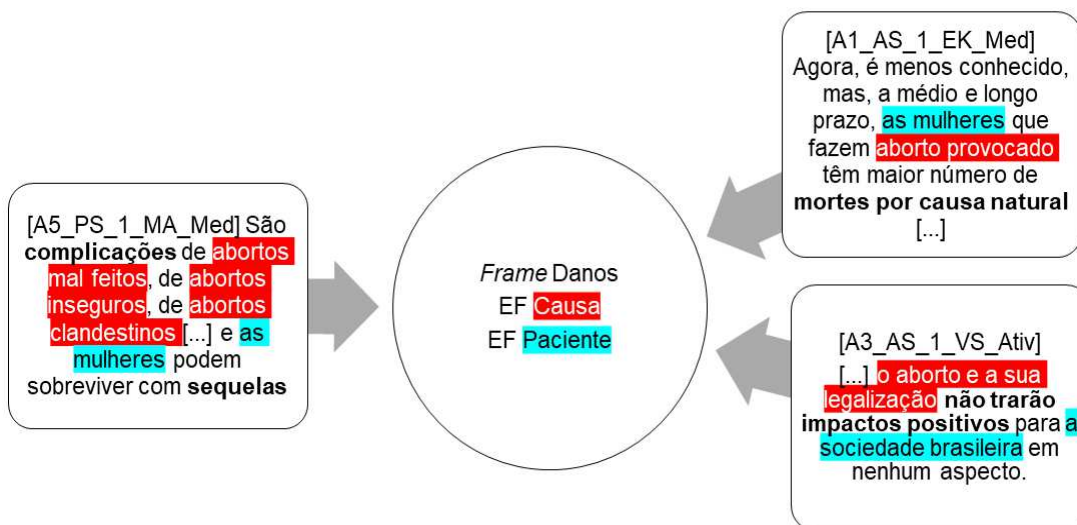 [A5_PS_1_MA_Med] São
complicações de abortos
mal feitos, de abortos
inseguros, de abortos
clandestinos [...] e as
mulheres podem
sobreviver com sequelas
Frame Danos
EF Causa
EF Paciente
[A1_AS_1_EK_Med]
Agora, é menos conhecido,
mas, a médio e longo
prazo, as mulheres que
fazem aborto provocado
têm maior número de
mortes por causa natural
[...]
[A3_AS_1_VS_Ativ]
[...] o aborto e a sua
legalização não trarão
impactos positivos para a
sociedade brasileira em
nenhum aspecto.